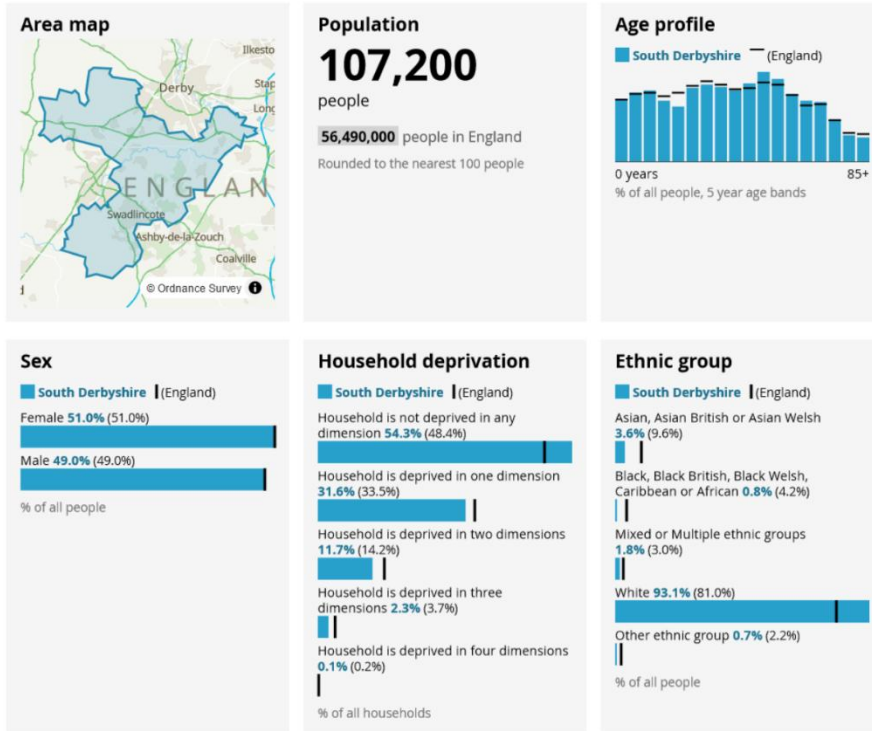 Area map
Ilkesto
Derby
Stap
Long
ENGLAN
Swadlincote
Ashby-de-la-Zouch
Coalville
d
© Ordnance Survey
Population
107,200
people
56,490,000 people in England
Rounded to the nearest 100 people
Age profile
South Derbyshire (England)
0 years 85+
% of all people, 5 year age bands
Sex
South Derbyshire (England)
Female 51.0% (51.0%)
Male 49.0% (49.0%)
% of all people
Household deprivation
South Derbyshire (England)
Household is not deprived in any
dimension 54.3% (48.4%)
Household is deprived in one dimension
31.6% (33.5%)
Household is deprived in two dimensions
11.7% (14.2%)
Household is deprived in three
dimensions 2.3% (3.7%)
Household is deprived in four dimensions
0.1% (0.2%)
% of all households
Ethnic group
South Derbyshire (England)
Asian, Asian British or Asian Welsh
3.6% (9.6%)
Black, Black British, Black Welsh,
Caribbean or African 0.8% (4.2%)
Mixed or Multiple ethnic groups
1.8% (3.0%)
White 93.1% (81.0%)
Other ethnic group 0.7% (2.2%)
% of all people